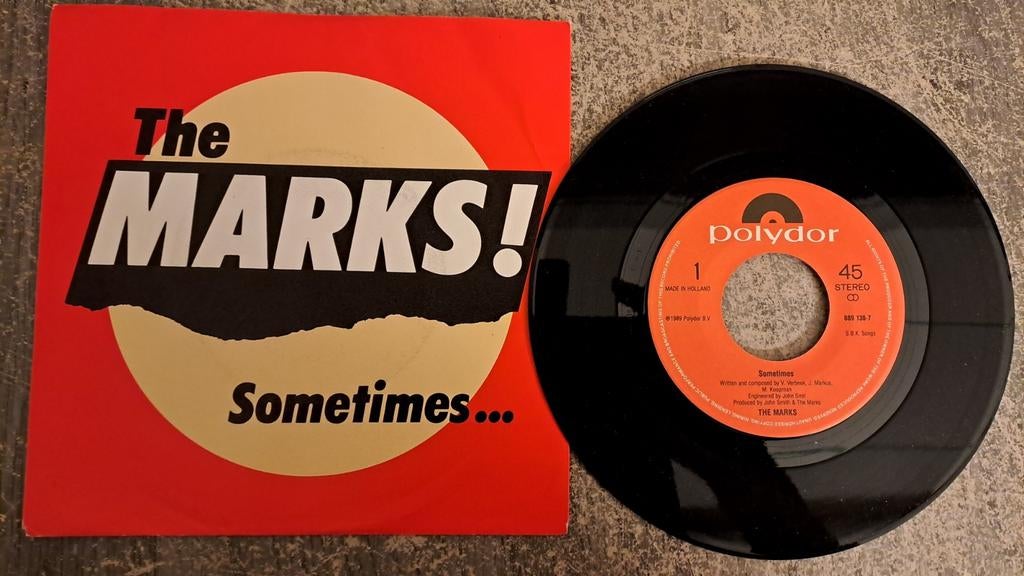 The
MARKS!
Sometimes...
polydor
1
MADE IN HOLLAND
℗1989 Polydor B.V
45
STEREO
889 138-7
S.B.K. Songs
Sometimes
Written and composed by V. Verbeek, J. Markus,
M. Koopman
Engineered by John Smit
Produced by John Smith & The Marks
THE MARKS